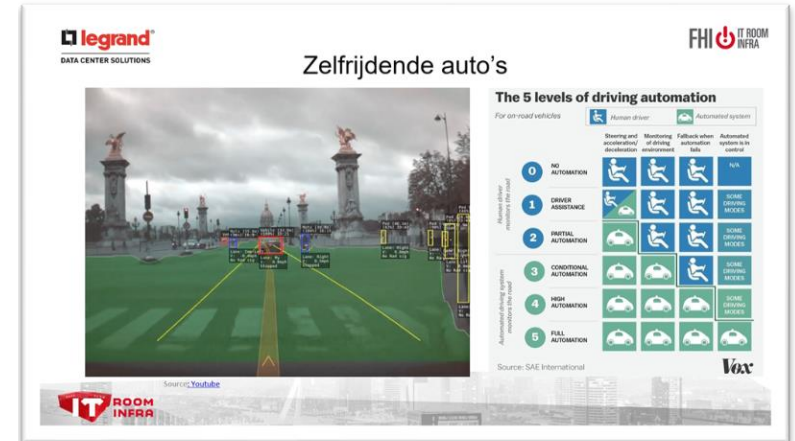 legrand
DATA CENTER SOLUTIONS
FHI IT ROOM INFRA
Zelfrijdende auto's
The 5 levels of driving automation
For on-road vehicles
Human driver
Automated system
Steering and acceleration/ deceleration
Monitoring of driving environment
Fallback when automation fails
Automated system is in control
Human driver monitors the road
0 NO AUTOMATION N/A
1 DRIVER ASSISTANCE SOME DRIVING MODES
2 PARTIAL AUTOMATION SOME DRIVING MODES
Automated driving system monitors the road
3 CONDITIONAL AUTOMATION SOME DRIVING MODES
4 HIGH AUTOMATION SOME DRIVING MODES
5 FULL AUTOMATION
Source: SAE International
Vox
Source: Youtube
IT ROOM INFRA